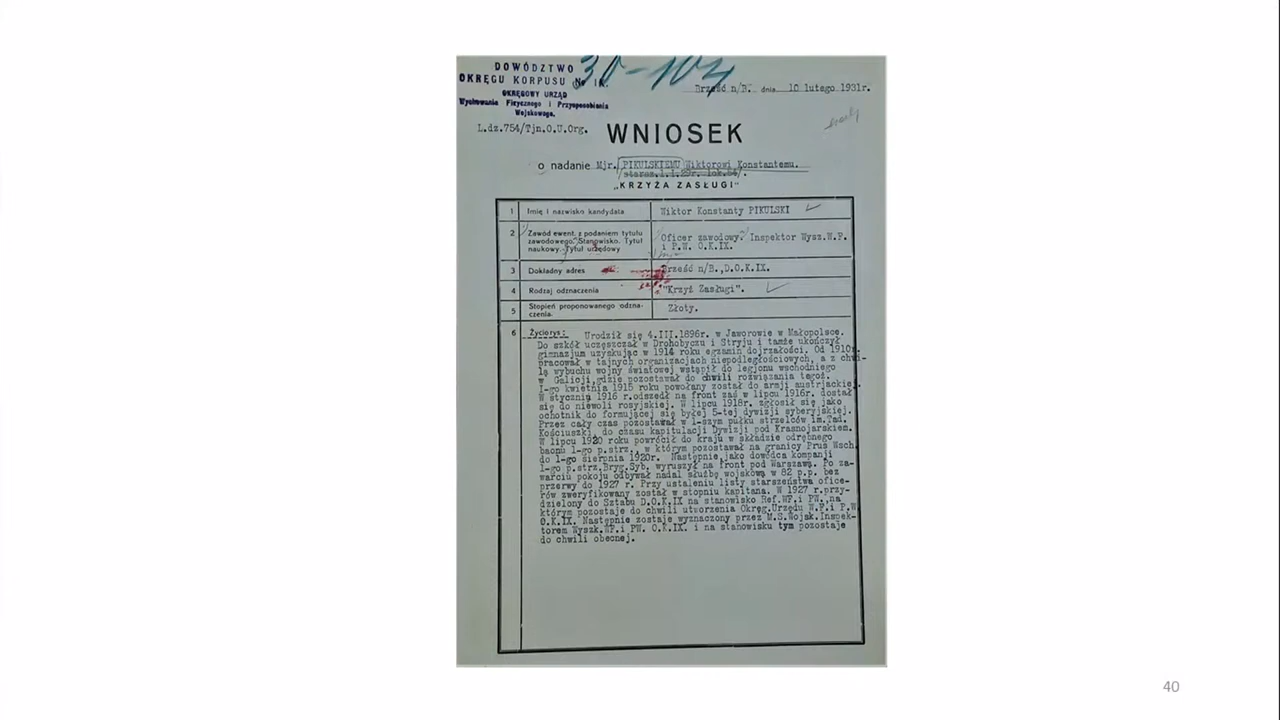 DOWÓDZTWO
OKRĘGU KORPUSU No
OKRĘGOWY URZĄD
Wychowania Fizycznego i Przysposobienia
Wojskowego.
30-104
Brześć n/B. dnia 10 lutego 1931r.
L.dz.754/Tjn.O.U.Org.
WNIOSEK
o nadanie Mjr. PIKULSKIEMU Wiktorowi Konstantemu.
starsz.1.I.29r. lok.
„KRZYŻA ZASŁUGI"
1 Imię i nazwisko kandydata Wiktor Konstanty PIKULSKI
2 Zawód ewent. z podaniem tytułu zawodowego. Stanowisko. Tytuł naukowy. Tytuł urzędowy Oficer zawodowy. Inspektor Wysz.W.F. i P.W. O.K.IX.
3 Dokładny adres Brześć n/B.,D.O.K.IX.
4 Rodzaj odznaczenia "Krzyż Zasługi".
5 Stopień proponowanego odznaczenia. Złoty.
6 Życiorys: Urodził się 4.III.1896r. w Jaworowie w Małopolsce.
Do szkół uczęszczał w Drohobyczu i Stryju i tamże ukończył
gimnazjum uzyskując w 1914 roku egzamin dojrzałości. Od 1910r.
pracował w tajnych organizacjach niepodległościowych, a z chwi-
lą wybuchu wojny światowej wstąpił do legjonu wschodniego
w Galicji,gdzie pozostawał do chwili rozwiązania tegoż.
I-go kwietnia 1915 roku powołany został do armji austrjackiej.
W styczniu 1916 r.odszedł na front zaś w lipcu 1916r. dostał
się do niewoli rosyjskiej. W lipcu 1918r. zgłosił się jako
ochotnik do formującej się byłej 5-tej dywizji syberyjskiej.
Przez cały czas pozostawał w 1-szym pułku strzelców im.Tad.
Kościuszki, do czasu kapitulacji Dywizji pod Krasnojarskiem.
W lipcu 1920 roku powrócił do kraju w składzie odrębnego
baonu 1-go p.strz., w którym pozostawał na granicy Prus Wsch.
do 1-go sierpnia 1920r. Następnie,jako dowódca kompanji
1-go p.strz.Bryg.Syb. wyruszył na front pod Warszawą. Po za-
warciu pokoju odbywał nadal służbę wojskową w 82 p.p. bez
przerwy do 1927 r. Przy ustaleniu listy starszeństwa ofice-
rów zweryfikowany został w stopniu kapitana. W 1927 r.przy-
dzielony do Sztabu D.O.K.IX na stanowisko Ref.WF.i PW.,na
którym pozostaje do chwili utworzenia Okręg.Urzędu W.F.i P.W.
O.K.IX. Następnie zostaje wyznaczony przez M.S.Wojsk.Inspek-
torem Wyszk.WF.i PW. O.K.IX. i na stanowisku tym pozostaje
do chwili obecnej.
40